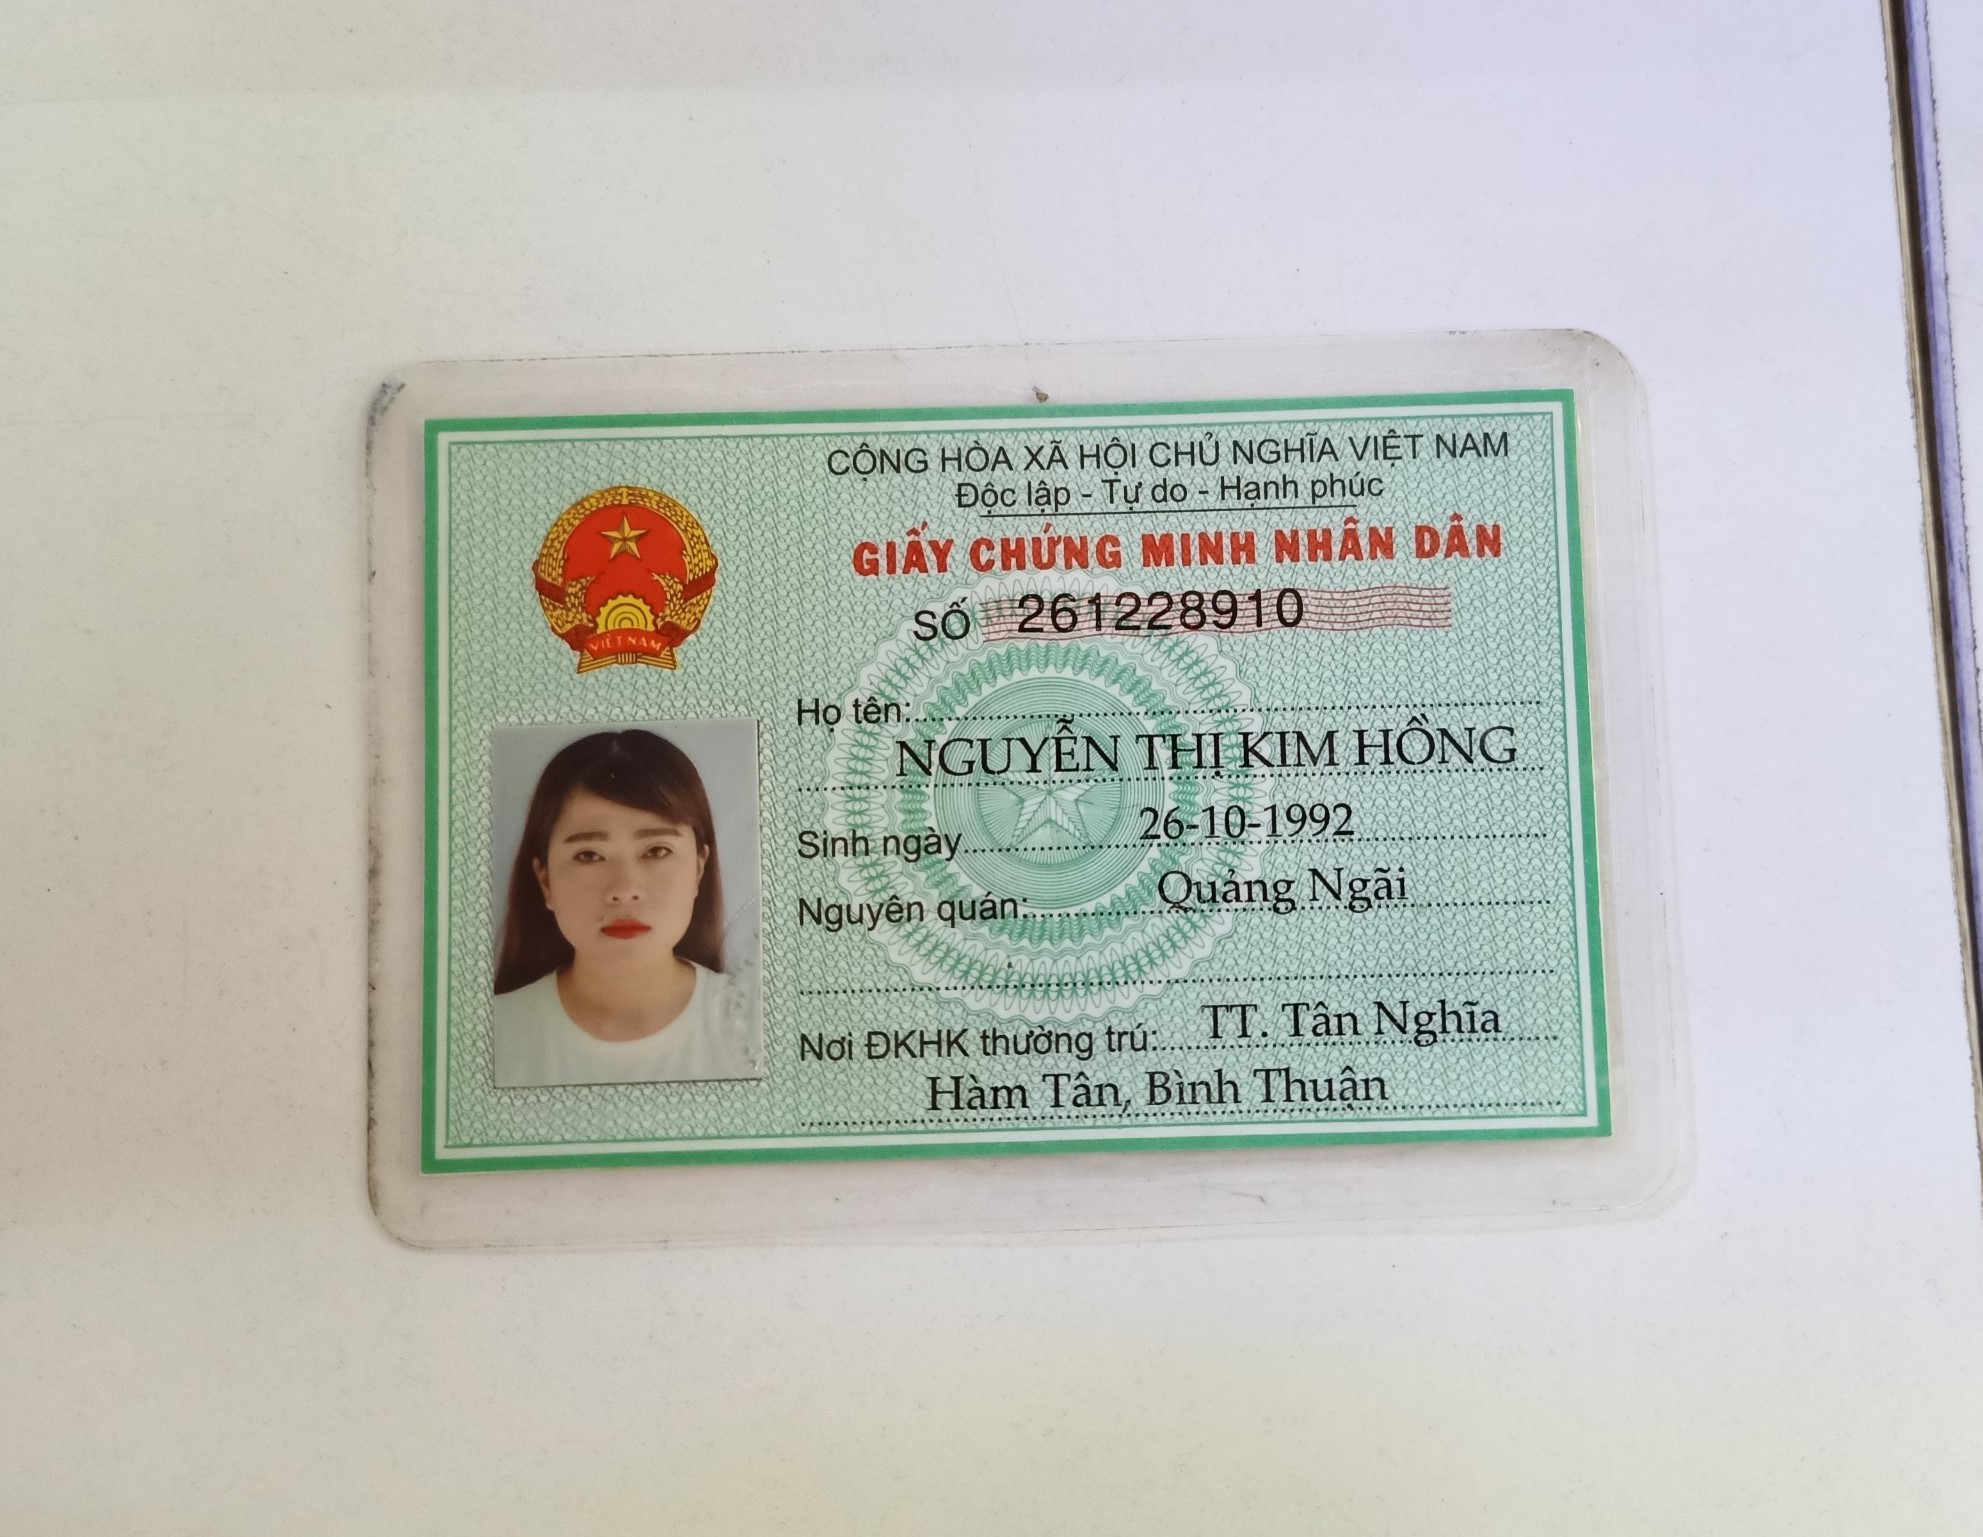 CỘNG HÒA XÃ HỘI CHỦ NGHĨA VIỆT NAM
Độc lập - Tự do - Hạnh phúc
GIẤY CHỨNG MINH NHÂN DÂN
SỐ 261228910
VIỆT NAM
Họ tên:
NGUYỄN THỊ KIM HỒNG
Sinh ngày 26-10-1992
Nguyên quán: Quảng Ngãi
Nơi ĐKHK thường trú: TT. Tân Nghĩa
Hàm Tân, Bình Thuận